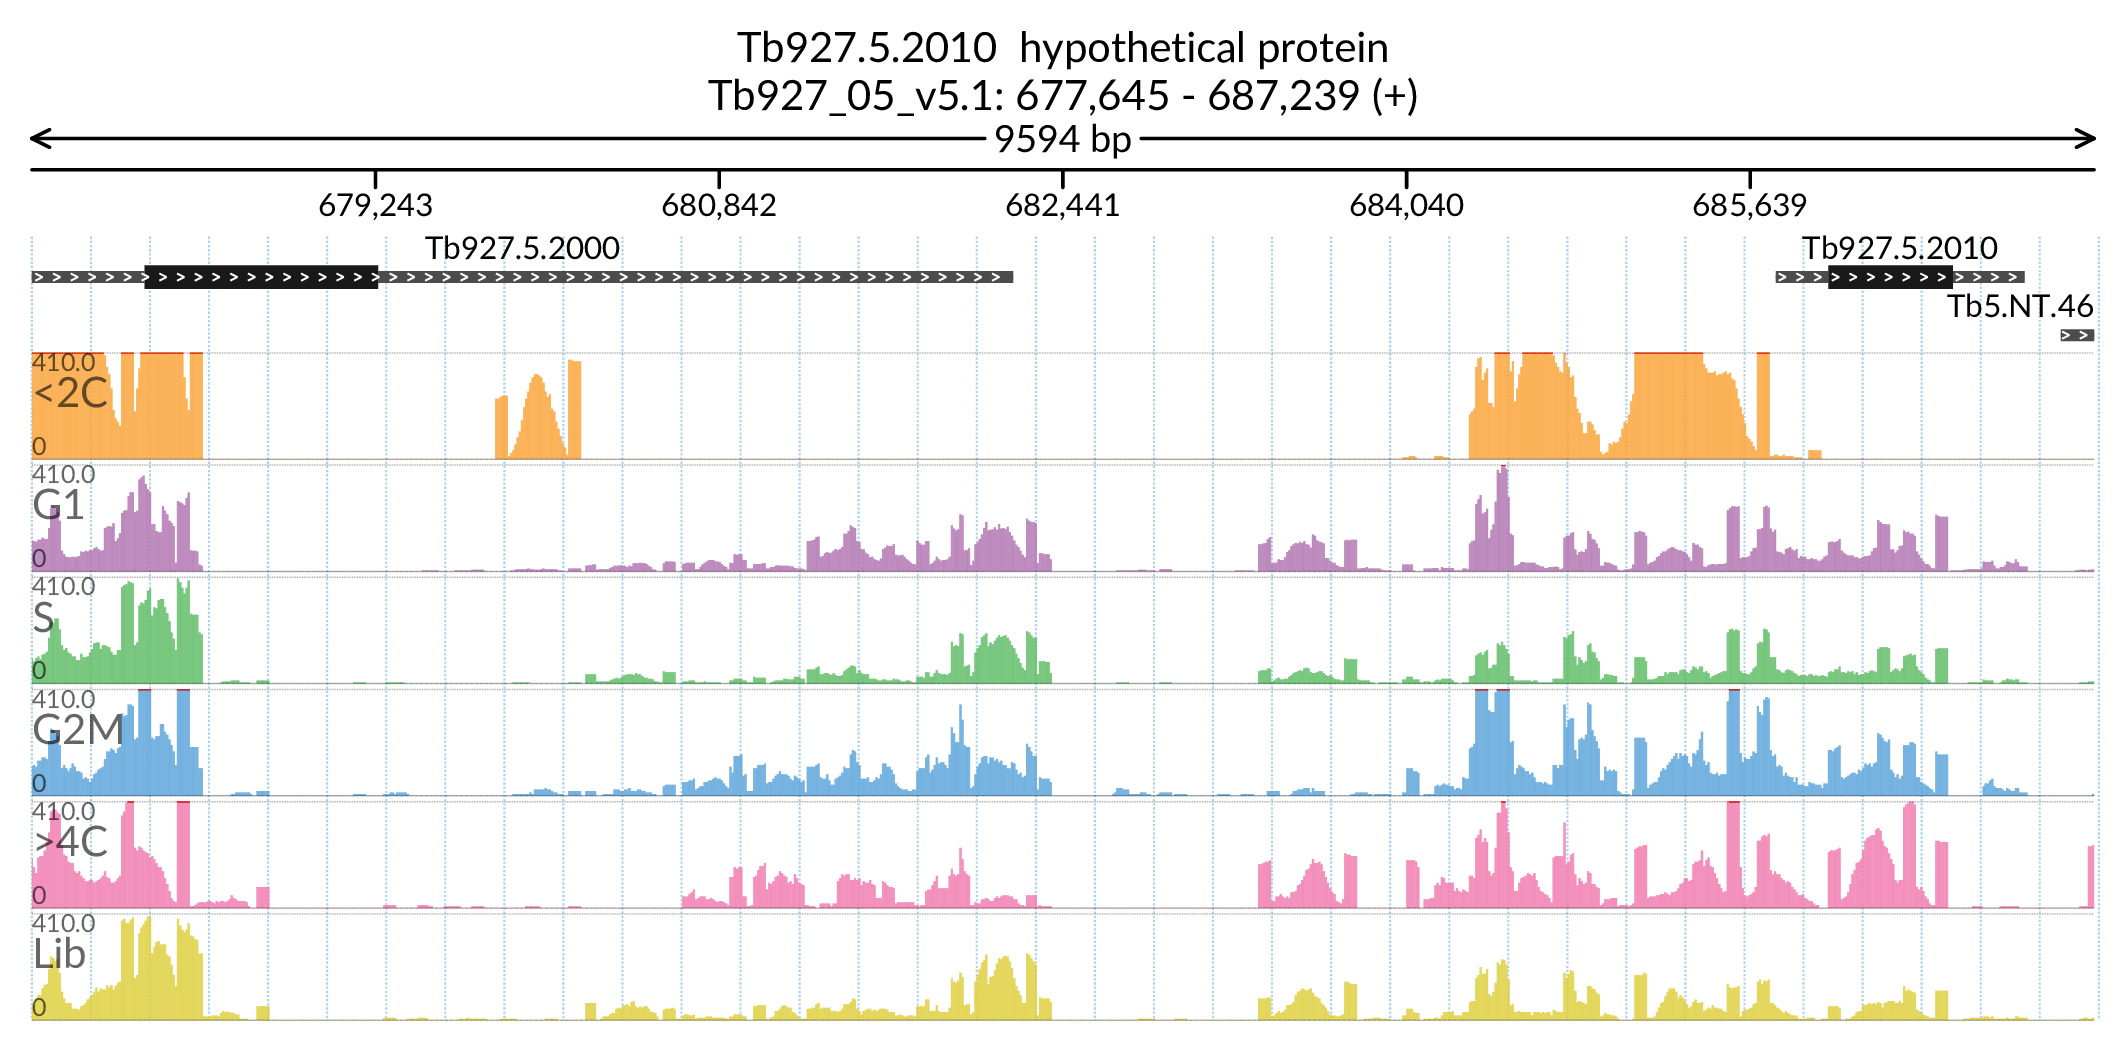 Tb927.5.2010 hypothetical protein
Tb927_05_v5.1: 677,645 - 687,239 (+)
9594 bp
679,243 680,842 682,441 684,040 685,639
Tb927.5.2000 Tb927.5.2010
Tb5.NT.46
410.0
<2C
0
410.0
G1
0
410.0
S
0
410.0
G2M
0
410.0
>4C
0
410.0
Lib
0